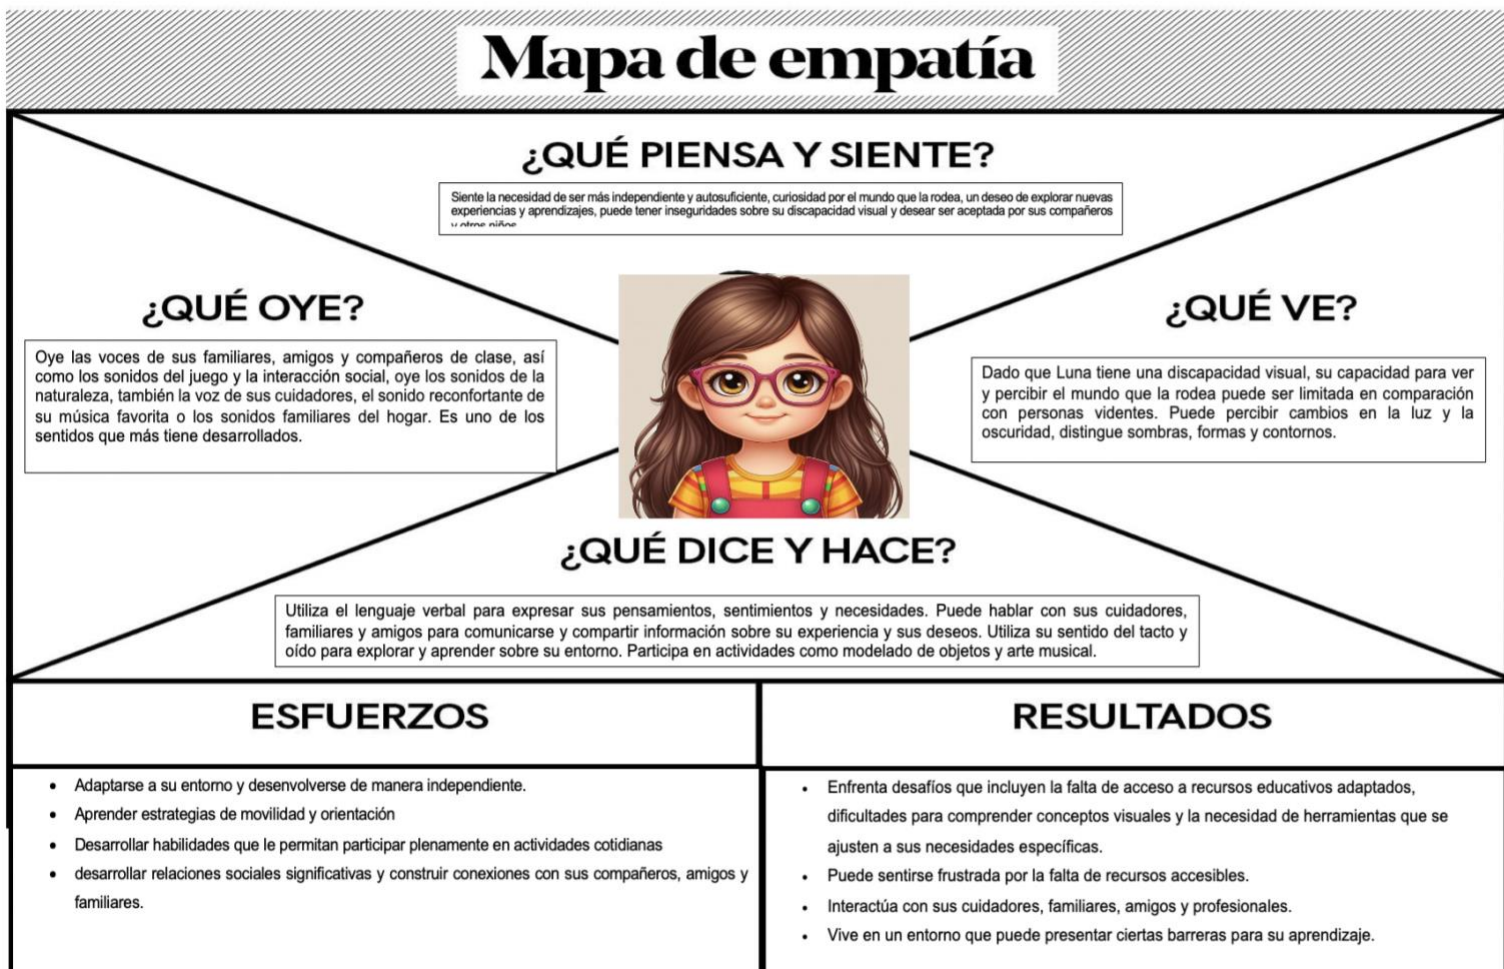 Mapa de empatía
¿QUÉ PIENSA Y SIENTE?
Siente la necesidad de ser más independiente y autosuficiente, curiosidad por el mundo que la rodea, un deseo de explorar nuevas
experiencias y aprendizajes, puede tener inseguridades sobre su discapacidad visual y desear ser aceptada por sus compañeros
y otros niños
¿QUÉ OYE?
Oye las voces de sus familiares, amigos y compañeros de clase, así
como los sonidos del juego y la interacción social, oye los sonidos de la
naturaleza, también la voz de sus cuidadores, el sonido reconfortante de
su música favorita o los sonidos familiares del hogar. Es uno de los
sentidos que más tiene desarrollados.
¿QUÉ VE?
Dado que Luna tiene una discapacidad visual, su capacidad para ver
y percibir el mundo que la rodea puede ser limitada en comparación
con personas videntes. Puede percibir cambios en la luz y la
oscuridad, distingue sombras, formas y contornos.
¿QUÉ DICE Y HACE?
Utiliza el lenguaje verbal para expresar sus pensamientos, sentimientos y necesidades. Puede hablar con sus cuidadores,
familiares y amigos para comunicarse y compartir información sobre su experiencia y sus deseos. Utiliza su sentido del tacto y
oído para explorar y aprender sobre su entorno. Participa en actividades como modelado de objetos y arte musical.
ESFUERZOS
• Adaptarse a su entorno y desenvolverse de manera independiente.
• Aprender estrategias de movilidad y orientación
• Desarrollar habilidades que le permitan participar plenamente en actividades cotidianas
• desarrollar relaciones sociales significativas y construir conexiones con sus compañeros, amigos y
familiares.
RESULTADOS
• Enfrenta desafíos que incluyen la falta de acceso a recursos educativos adaptados,
dificultades para comprender conceptos visuales y la necesidad de herramientas que se
ajusten a sus necesidades específicas.
• Puede sentirse frustrada por la falta de recursos accesibles.
• Interactúa con sus cuidadores, familiares, amigos y profesionales.
• Vive en un entorno que puede presentar ciertas barreras para su aprendizaje.